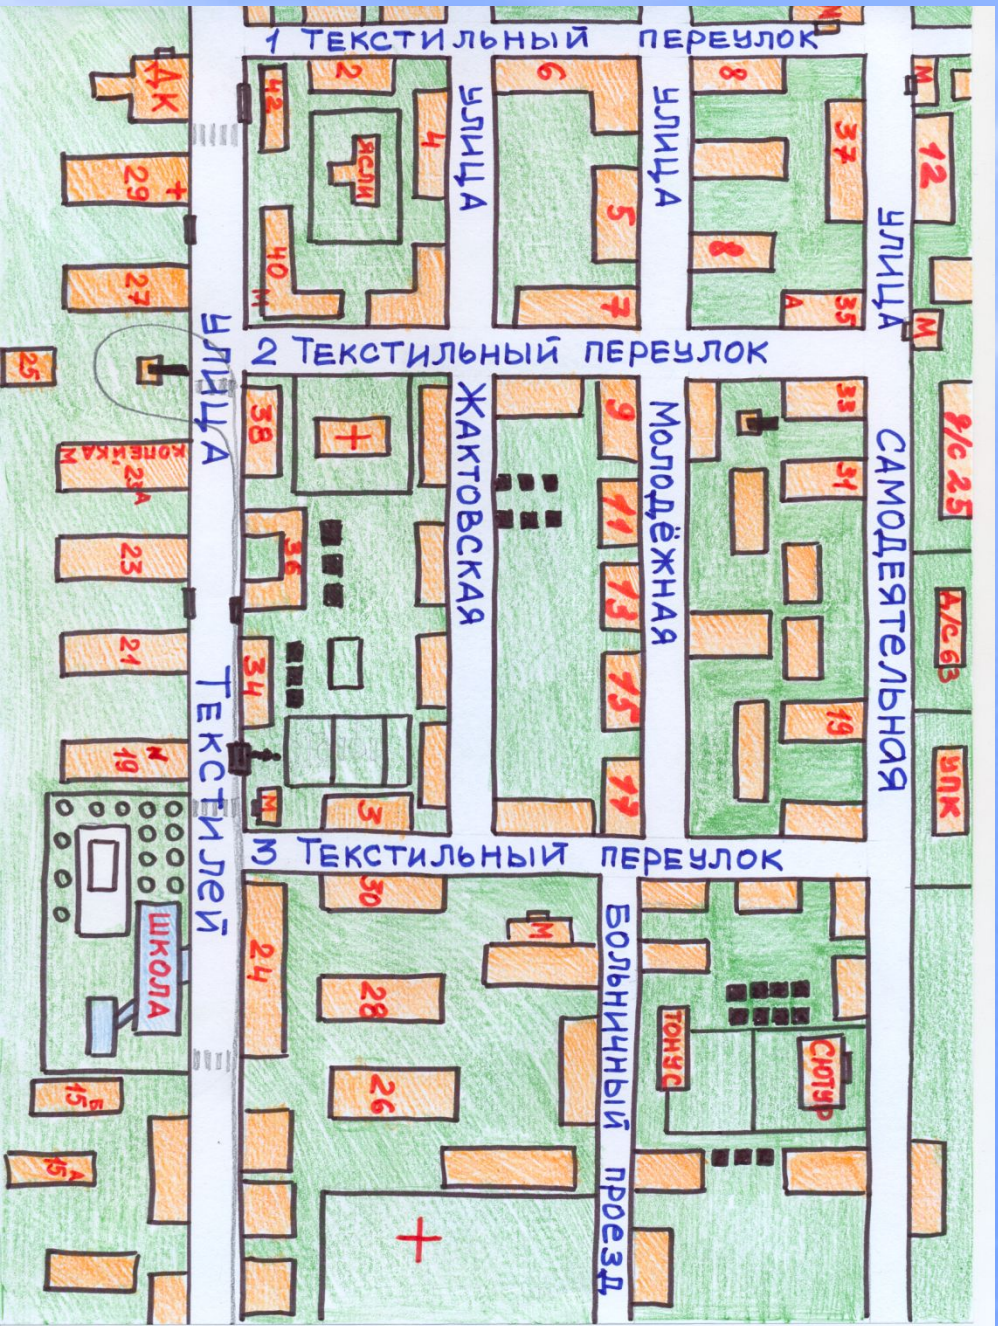 М
1 ТЕКСТИЛЬНЫЙ ПЕРЕУЛОК
ДК
42
2
4
ЯСЛИ
УЛИЦА
6
УЛИЦА
8
37
М
12
29
5
8
УЛИЦА
27
40
М
7
А
35
М
УЛИЦА
2 ТЕКСТИЛЬНЫЙ ПЕРЕУЛОК
25
38
ЖАКТОВСКАЯ
9
МОЛОДЁЖНАЯ
33
САМОДЕЯТЕЛЬНАЯ
Д/С 25
КОПЕЙКА
М
23А
31
11
23
36
13
Д/С 63
21
34
15
ТЕКСТИЛЕЙ
19
19
УПК
17
М
3
3 ТЕКСТИЛЬНЫЙ ПЕРЕУЛОК
30
24
М
БОЛЬНИЧНЫЙ ПРОЕЗД
ШКОЛА
28
ТОНУС
СЮТУР
26
15Б
15А